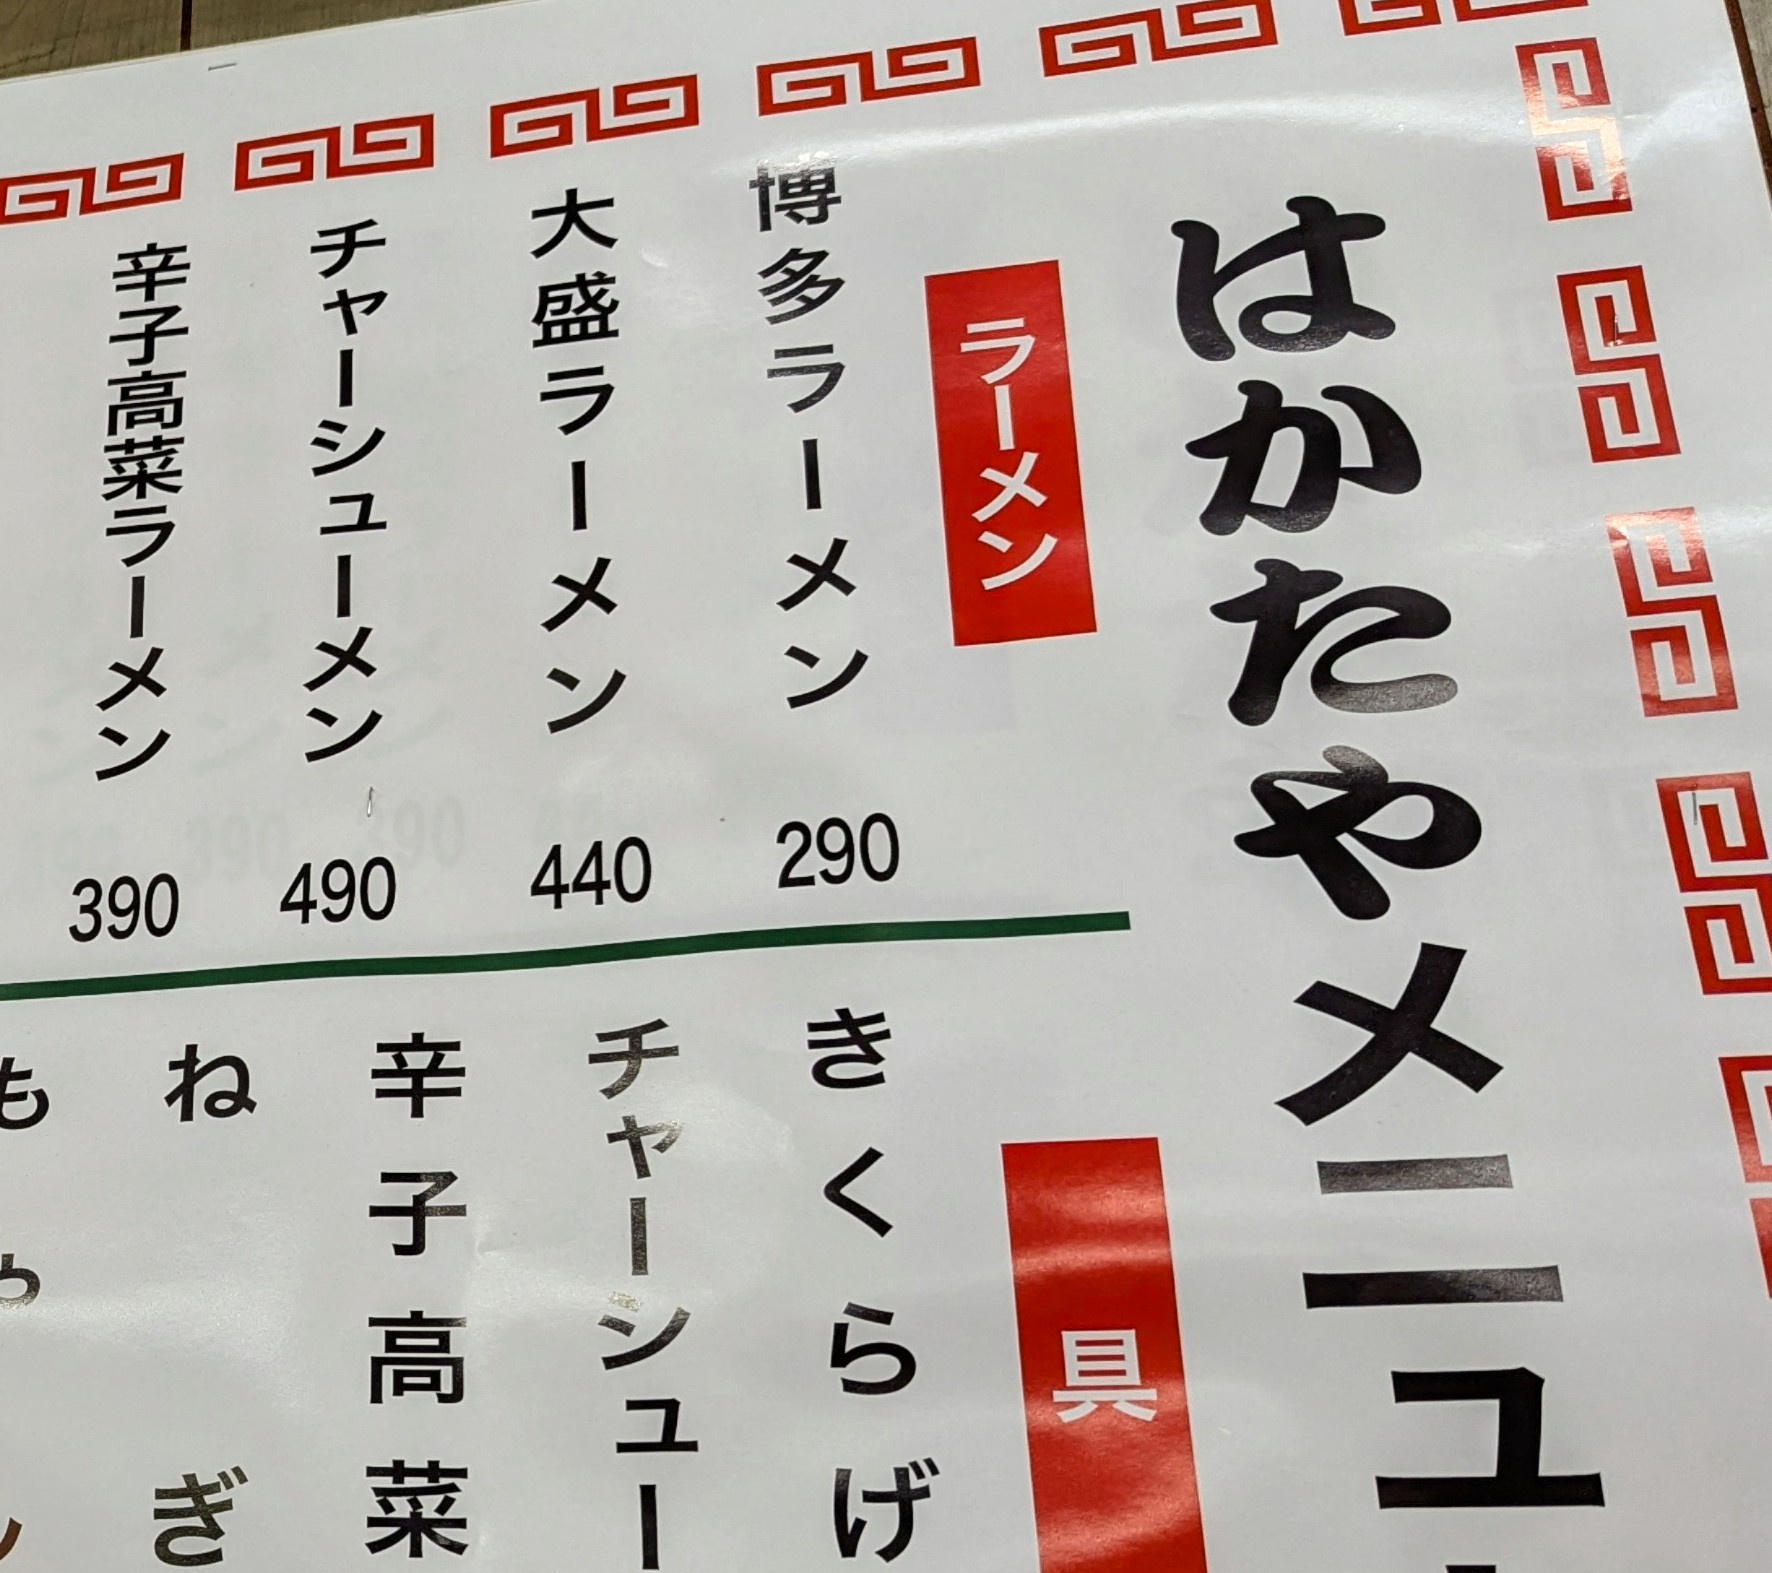 はかたやメニュー
ラーメン
博多ラーメン 290
大盛ラーメン 440
チャーシューメン 490
辛子高菜ラーメン 390
具
きくらげ
チャーシュー
辛子高菜
ねぎ
もや